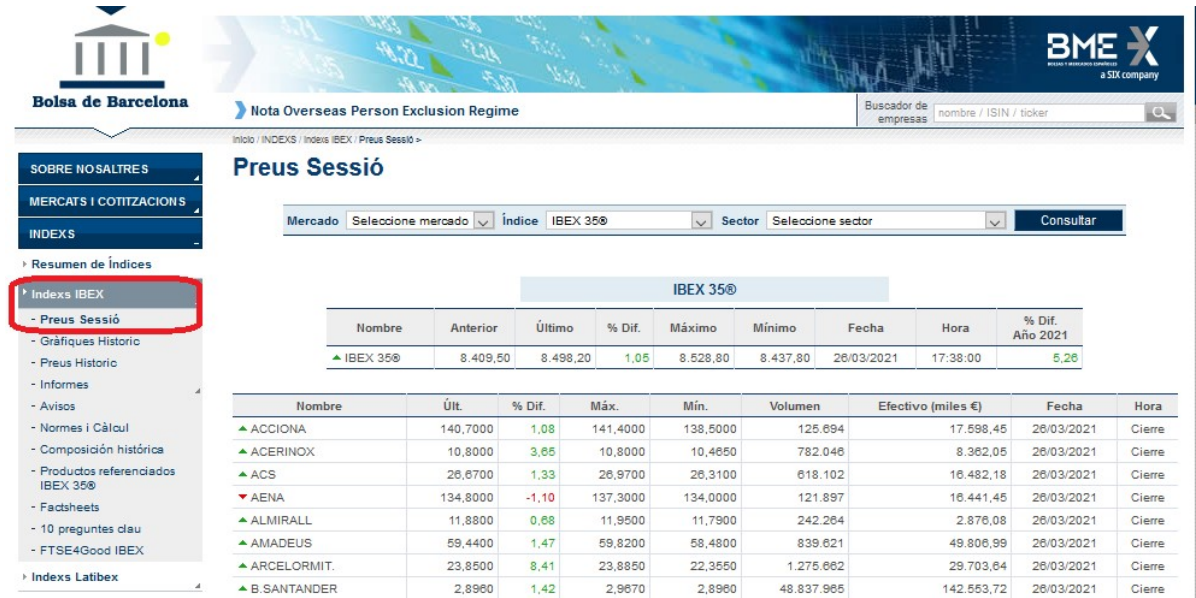 BME
BOLSAS Y MERCADOS ESPAÑOLES
a SIX company
Bolsa de Barcelona
Nota Overseas Person Exclusion Regime
Buscador de empresas nombre / ISIN / ticker
Inicio / INDEXS / Indexs IBEX / Preus Sessió >
Preus Sessió
SOBRE NOSALTRES
MERCATS I COTITZACIONS
INDEXS
Resumen de Índices
Indexs IBEX
- Preus Sessió
- Gràfiques Historic
- Preus Historic
- Informes
- Avisos
- Normes i Càlcul
- Composición histórica
- Productos referenciados
IBEX 35®
- Factsheets
- 10 preguntes clau
- FTSE4Good IBEX
Indexs Latibex
Mercado Seleccione mercado Índice IBEX 35® Sector Seleccione sector Consultar
IBEX 35®
Nombre Anterior Último % Dif. Máximo Mínimo Fecha Hora % Dif. Año 2021
IBEX 35® 8.409,50 8.498,20 1,05 8.528,80 8.437,80 26/03/2021 17:38:00 5,26
Nombre Últ. % Dif. Máx. Mín. Volumen Efectivo (miles €) Fecha Hora
ACCIONA 140,7000 1,08 141,4000 138,5000 125.694 17.598,45 26/03/2021 Cierre
ACERINOX 10,8000 3,65 10,8000 10,4650 782.046 8.362,05 26/03/2021 Cierre
ACS 26,6700 1,33 26,9700 26,3100 618.102 16.482,18 26/03/2021 Cierre
AENA 134,8000 -1,10 137,3000 134,0000 121.897 16.441,45 26/03/2021 Cierre
ALMIRALL 11,8800 0,68 11,9500 11,7900 242.264 2.876,08 26/03/2021 Cierre
AMADEUS 59,4400 1,47 59,8200 58,4800 839.621 49.806,99 26/03/2021 Cierre
ARCELORMIT. 23,8500 8,41 23,8850 22,3550 1.275.662 29.703,64 26/03/2021 Cierre
B.SANTANDER 2,8960 1,42 2,9670 2,8960 48.837.965 142.553,72 26/03/2021 Cierre